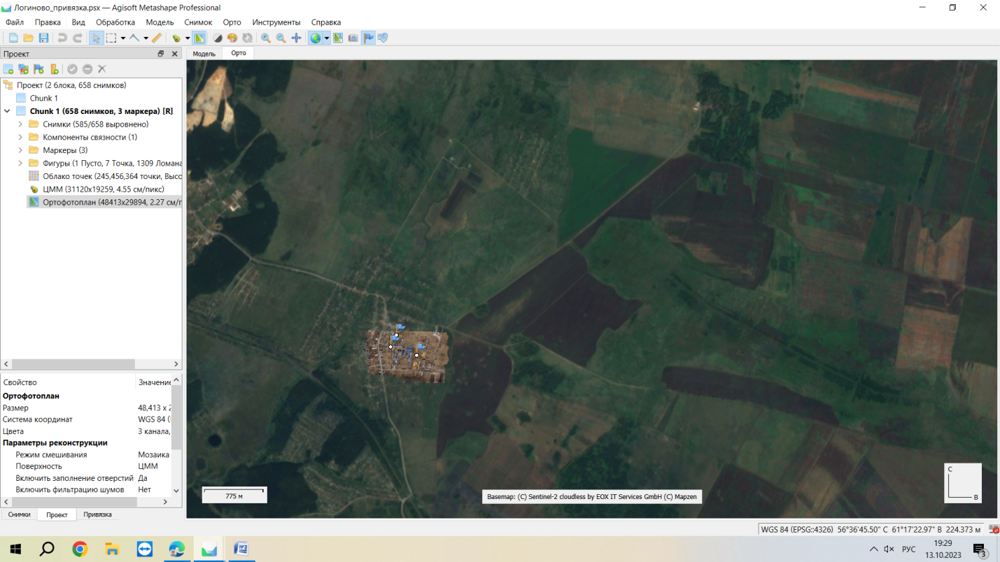 Логиново_привязка.psx — Agisoft Metashape Professional
Файл Правка Вид Обработка Модель Снимок Орто Инструменты Справка
Проект
Модель Орто
Проект (2 блока, 658 снимков)
Chunk 1
Chunk 1 (658 снимков, 3 маркера) [R]
Снимки (585/658 выровнено)
Компоненты связности (1)
Маркеры (3)
Фигуры (1 Пусто, 7 Точка, 1309 Ломана
Облако точек (245,456,364 точки, Высо
ЦММ (31120x19259, 4.55 см/пикс)
Ортофотоплан (48413x29894, 2.27 см/п
Свойство Значение
Ортофотоплан
Размер 48,413 x 2
Система координат WGS 84 (
Цвета 3 канала,
Параметры реконструкции
Режим смешивания Мозаика
Поверхность ЦММ
Включить заполнение отверстий Да
Включить фильтрацию шумов Нет
Снимки Проект Привязка
775 м
Basemap: (C) Sentinel-2 cloudless by EOX IT Services GmbH (C) Mapzen
С
В
WGS 84 (EPSG::4326) 56°36'45.50" С 61°17'22.97" В 224.373 м
РУС
19:29
13.10.2023
3